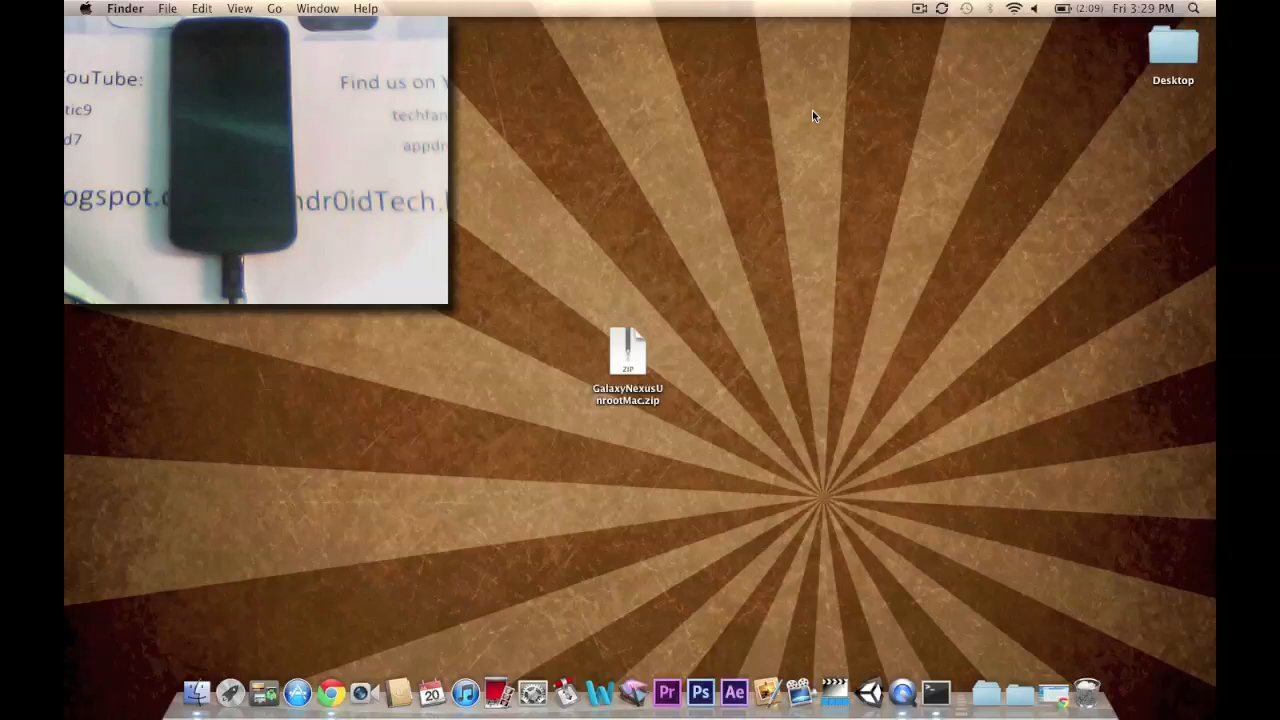 Finder File Edit View Go Window Help
(2:09) Fri 3:29 PM
ouTube:
Find us on
tic9
techfan
d7
appdr
ogspot.
ndr0idTech.
Desktop
ZIP
GalaxyNexusU
nrootMac.zip
20
Pr
Ps
Ae